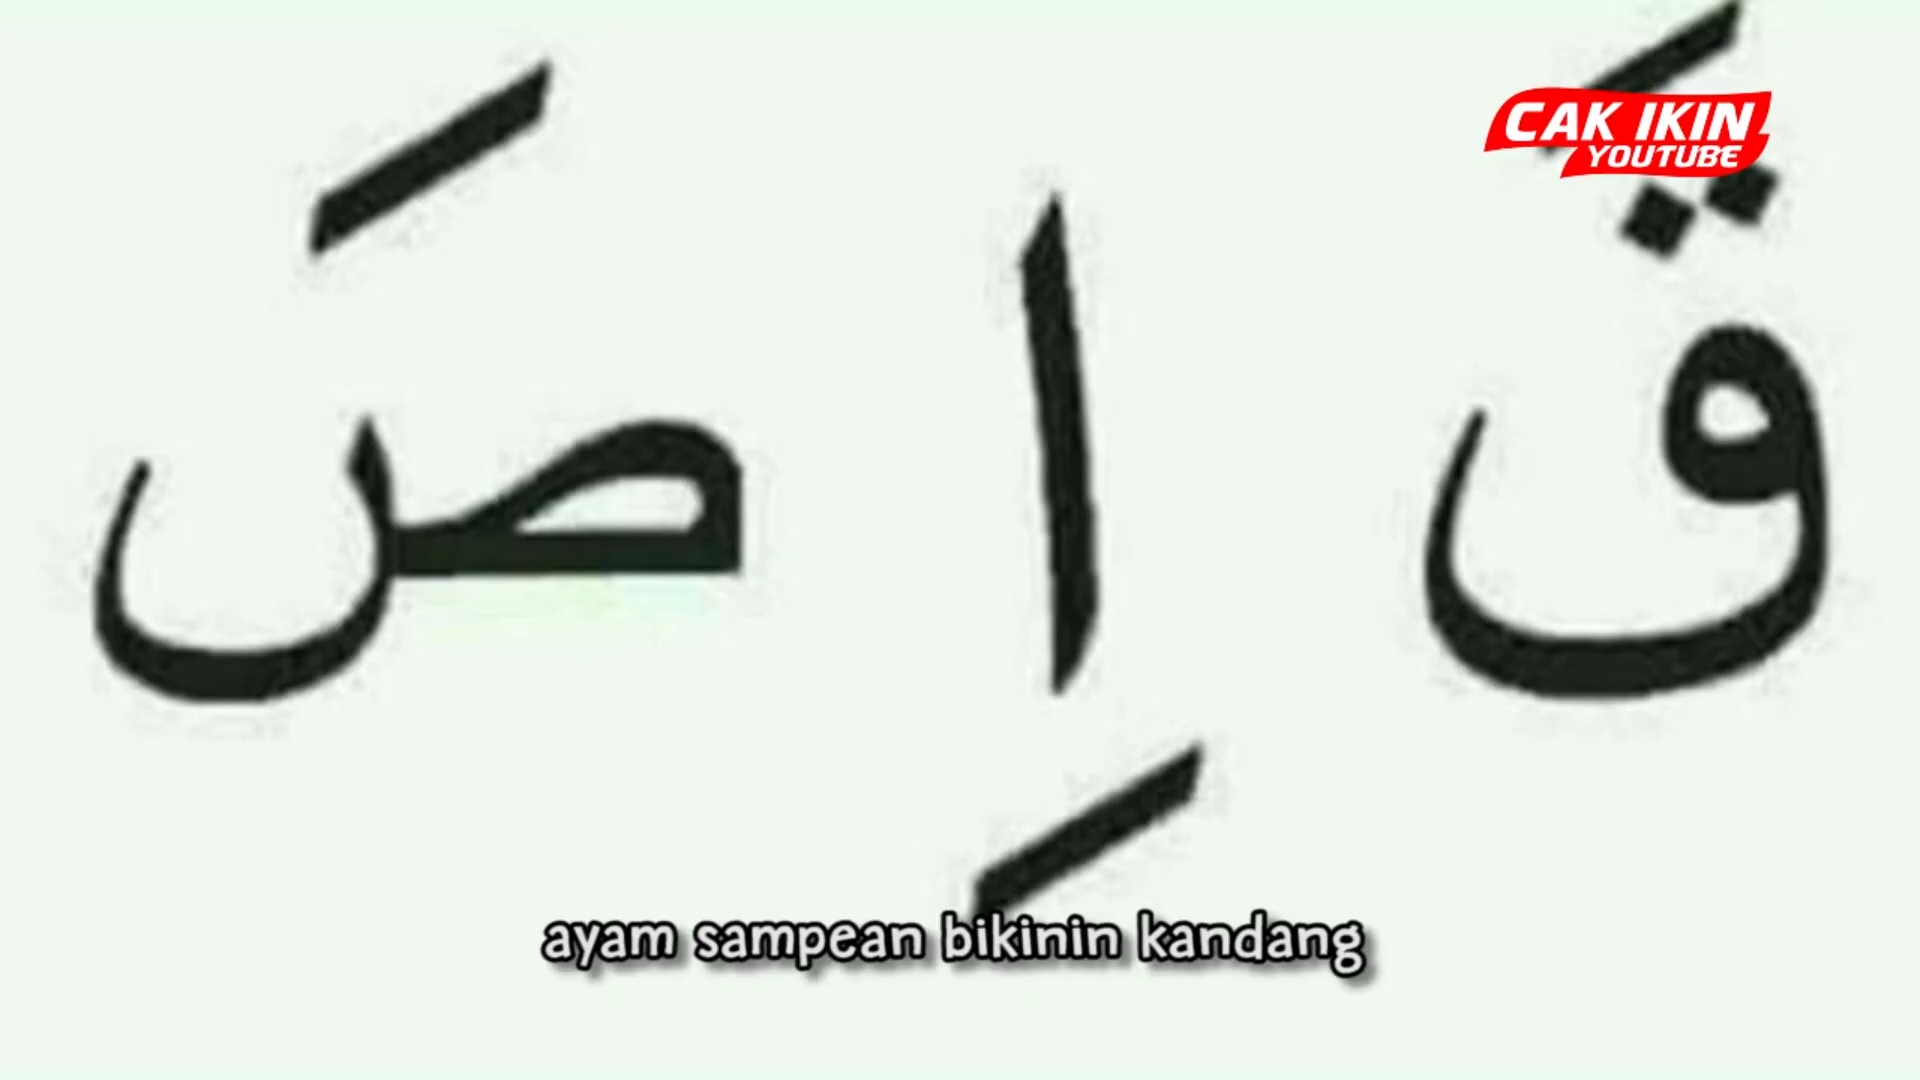 CAK IKIN
YOUTUBE
قَ اِ صَ
ayam sampean bikinin kandang